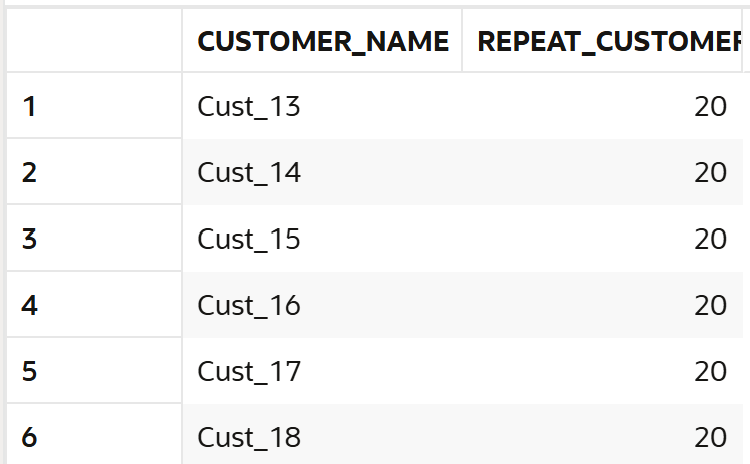 CUSTOMER_NAME REPEAT_CUSTOMER
1 Cust_13 20
2 Cust_14 20
3 Cust_15 20
4 Cust_16 20
5 Cust_17 20
6 Cust_18 20